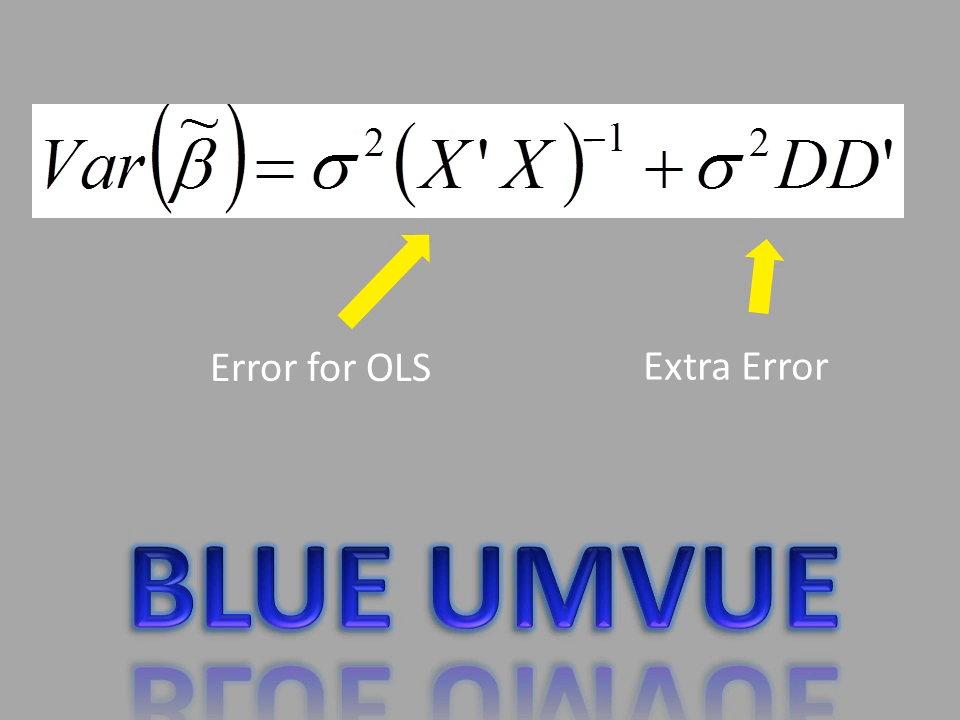 Var(β̃) = σ²(X'X)⁻¹ + σ²DD'
Error for OLS
Extra Error
BLUE UMVUE